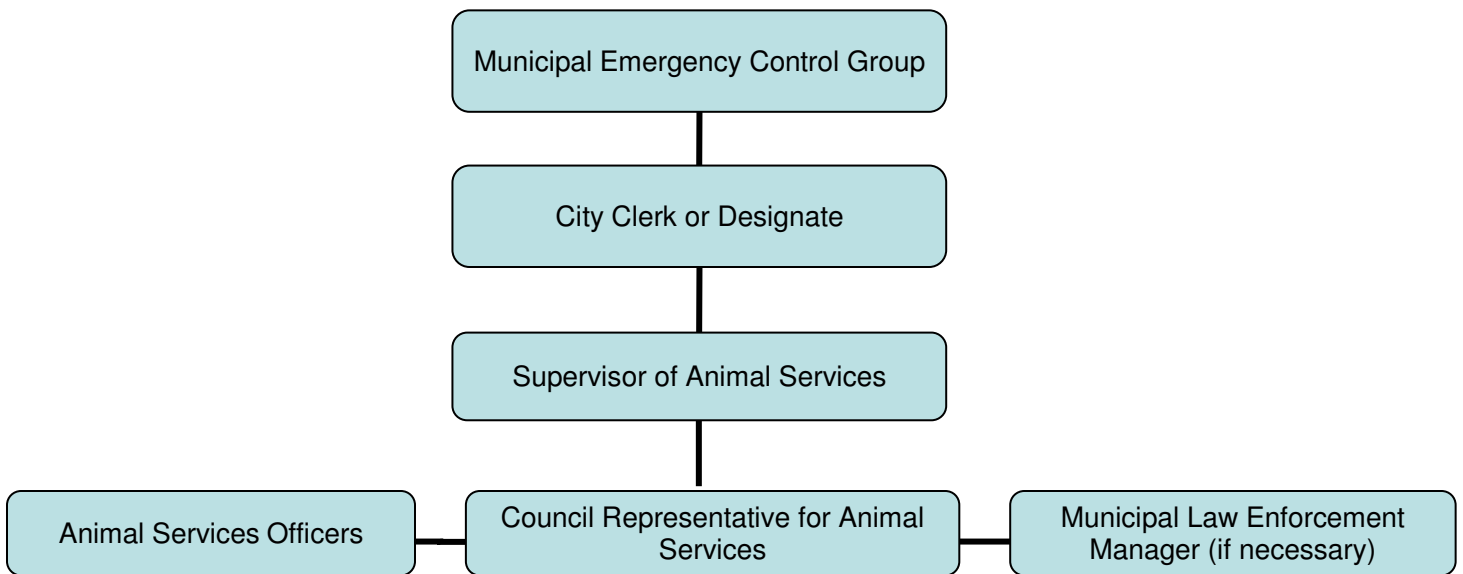 Municipal Emergency Control Group
City Clerk or Designate
Supervisor of Animal Services
Animal Services Officers
Council Representative for Animal
Services
Municipal Law Enforcement
Manager (if necessary)